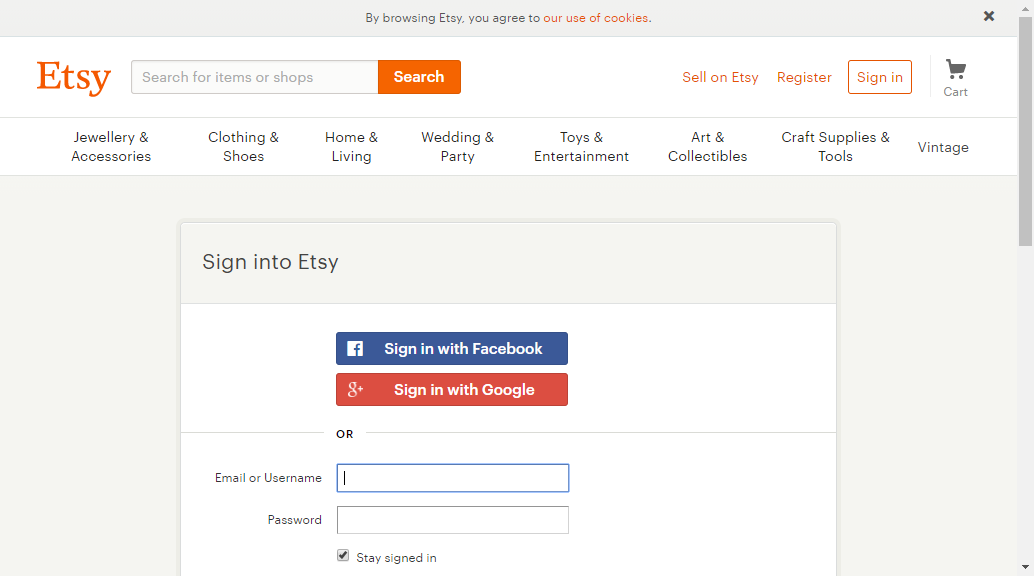 By browsing Etsy, you agree to our use of cookies.
Etsy
Search for items or shops
Search
Sell on Etsy
Register
Sign in
Cart
Jewellery &
Accessories
Clothing &
Shoes
Home &
Living
Wedding &
Party
Toys &
Entertainment
Art &
Collectibles
Craft Supplies &
Tools
Vintage
Sign into Etsy
Sign in with Facebook
g+ Sign in with Google
OR
Email or Username
Password
Stay signed in